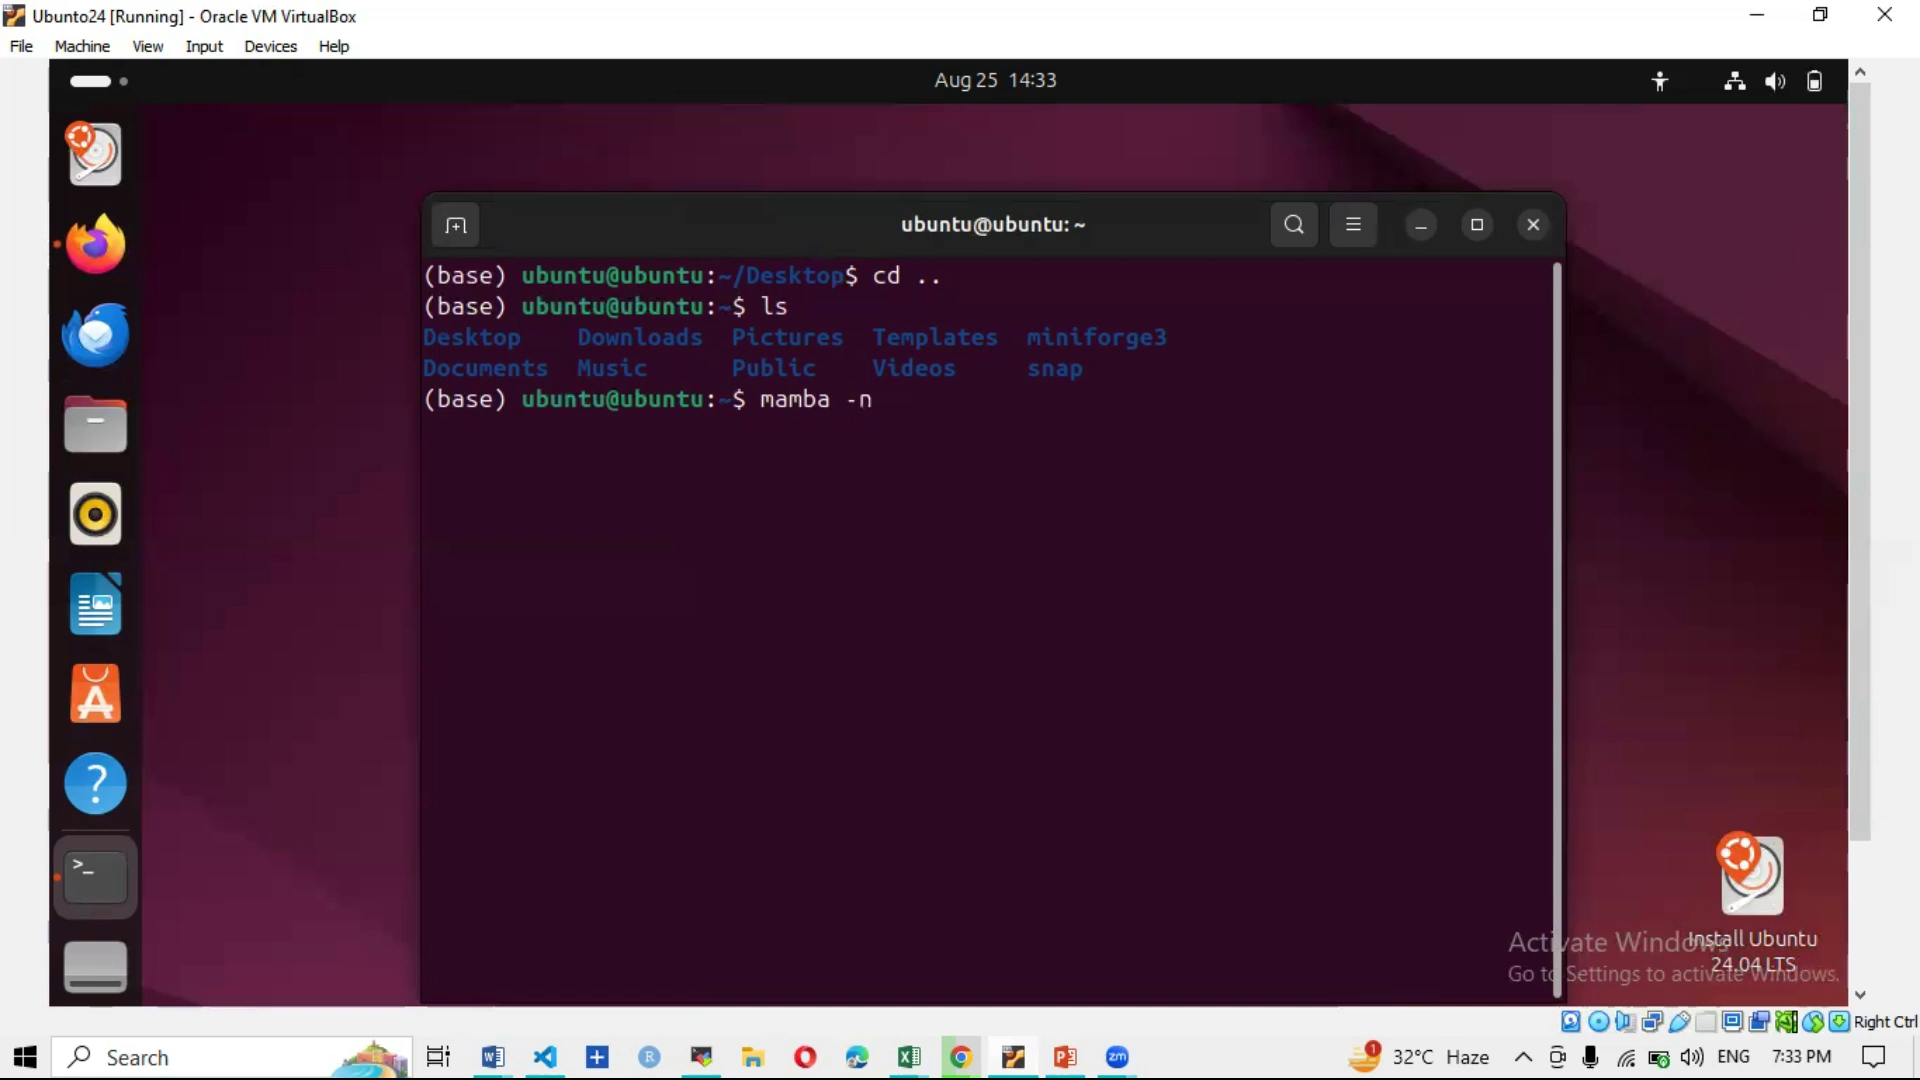 Ubunto24 [Running] - Oracle VM VirtualBox
File Machine View Input Devices Help
Aug 25 14:33
ubuntu@ubuntu: ~
(base) ubuntu@ubuntu:~/Desktop$ cd ..
(base) ubuntu@ubuntu:~$ ls
Desktop Downloads Pictures Templates miniforge3
Documents Music Public Videos snap
(base) ubuntu@ubuntu:~$ mamba -n
Install Ubuntu
24.04 LTS
Activate Windows
Go to Settings to activate Windows.
Right Ctrl
Search
1
32°C Haze
ENG
7:33 PM